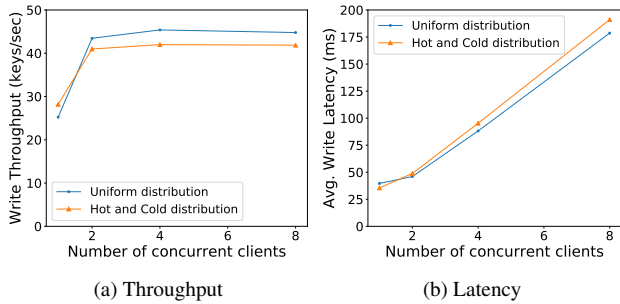 50
40
30
20
10
0
Write Throughput (keys/sec)
Uniform distribution
Hot and Cold distribution
2 4 6 8
Number of concurrent clients
(a) Throughput
200
175
150
125
100
75
50
25
0
Avg. Write Latency (ms)
Uniform distribution
Hot and Cold distribution
2 4 6 8
Number of concurrent clients
(b) Latency